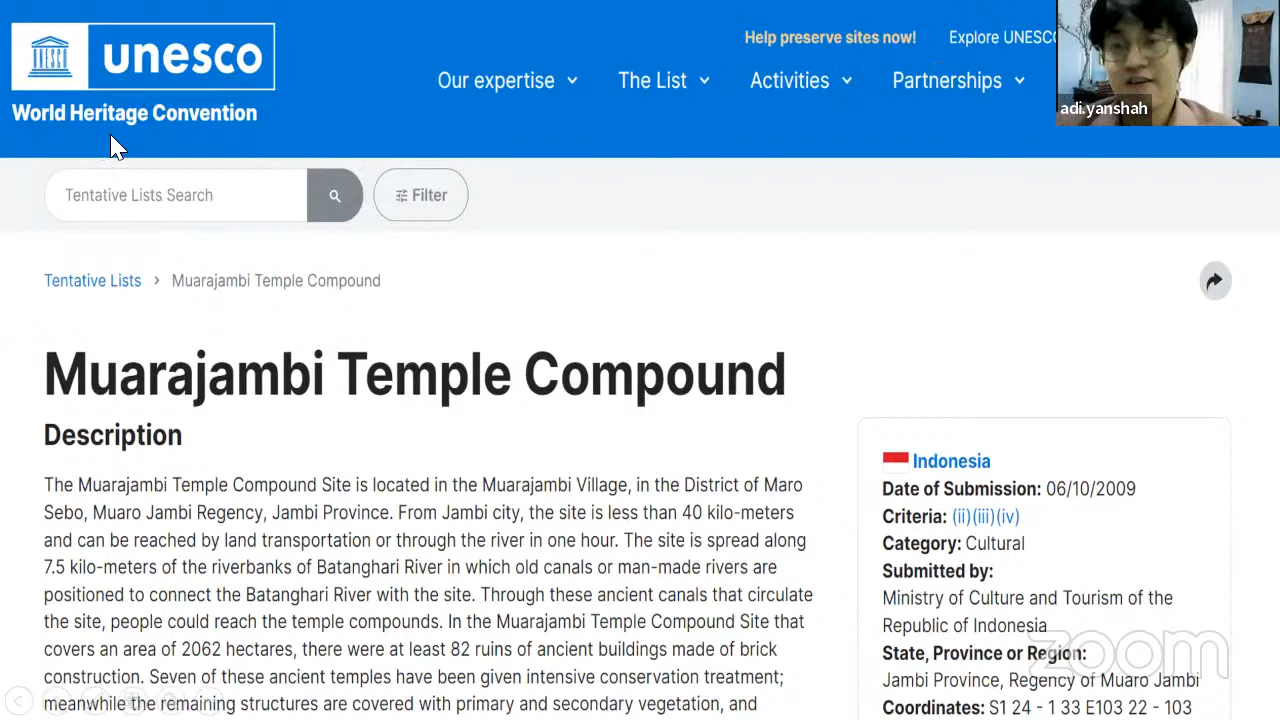 unesco
World Heritage Convention
Help preserve sites now! Explore UNESCO
Our expertise The List Activities Partnerships
adi.yanshah
Tentative Lists Search
Filter
Tentative Lists > Muarajambi Temple Compound
Muarajambi Temple Compound
Description
The Muarajambi Temple Compound Site is located in the Muarajambi Village, in the District of Maro
Sebo, Muaro Jambi Regency, Jambi Province. From Jambi city, the site is less than 40 kilo-meters
and can be reached by land transportation or through the river in one hour. The site is spread along
7.5 kilo-meters of the riverbanks of Batanghari River in which old canals or man-made rivers are
positioned to connect the Batanghari River with the site. Through these ancient canals that circulate
the site, people could reach the temple compounds. In the Muarajambi Temple Compound Site that
covers an area of 2062 hectares, there were at least 82 ruins of ancient buildings made of brick
construction. Seven of these ancient temples have been given intensive conservation treatment;
meanwhile the remaining structures are covered with primary and secondary vegetation, and
Indonesia
Date of Submission: 06/10/2009
Criteria: (ii)(iii)(iv)
Category: Cultural
Submitted by:
Ministry of Culture and Tourism of the
Republic of Indonesia
State, Province or Region:
Jambi Province, Regency of Muaro Jambi
Coordinates: S1 24 - 1 33 E103 22 - 103
zoom